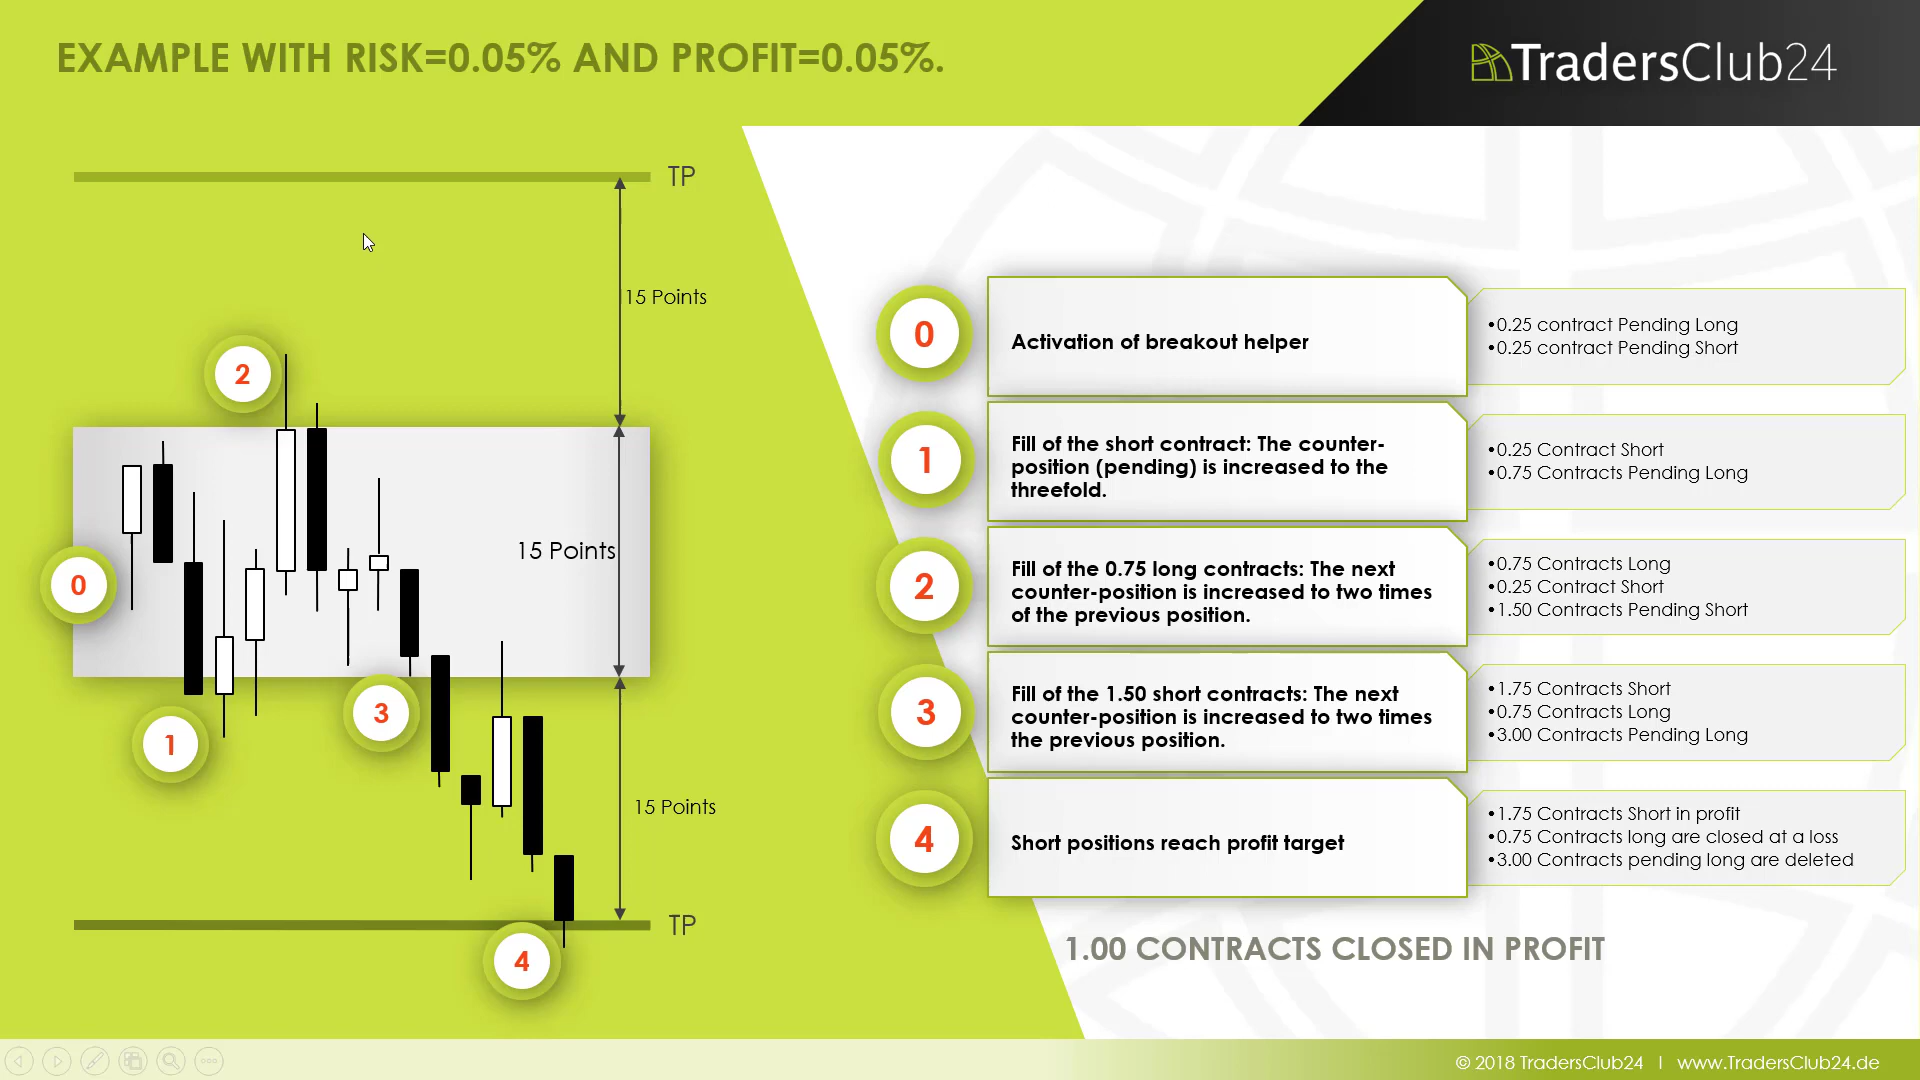 EXAMPLE WITH RISK=0.05% AND PROFIT=0.05%.
TradersClub24
TP
15 Points
2
15 Points
0
3
1
15 Points
TP
4
0
Activation of breakout helper
•0.25 contract Pending Long
•0.25 contract Pending Short
1
Fill of the short contract: The counter-
position (pending) is increased to the
threefold.
•0.25 Contract Short
•0.75 Contracts Pending Long
2
Fill of the 0.75 long contracts: The next
counter-position is increased to two times
of the previous position.
•0.75 Contracts Long
•0.25 Contract Short
•1.50 Contracts Pending Short
3
Fill of the 1.50 short contracts: The next
counter-position is increased to two times
the previous position.
•1.75 Contracts Short
•0.75 Contracts Long
•3.00 Contracts Pending Long
4
Short positions reach profit target
•1.75 Contracts Short in profit
•0.75 Contracts long are closed at a loss
•3.00 Contracts pending long are deleted
1.00 CONTRACTS CLOSED IN PROFIT
© 2018 TradersClub24 | www.TradersClub24.de